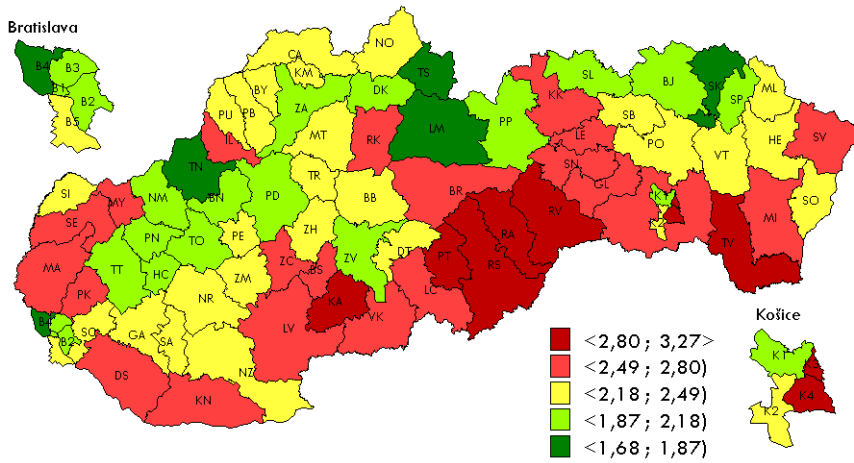 Bratislava
B4
B3
B1
B2
B5
NO
CA
KM
TS
BY
ZA
DK
PU
PB
LM
PP
KK
SL
BJ
SK
SP
ML
IL
MT
RK
LE
SB
PO
VT
HE
SV
TN
SN
GL
SI
MY
NM
BN
PD
TR
BB
BR
K1
SE
RV
MI
SO
PN
TO
PE
ZH
ZV
DT
RA
PT
TV
MA
TT
HC
ZM
ZC
BS
RS
PK
NR
KA
LC
B4
B2
SC
GA
SA
LV
VK
DS
NZ
KN
<2,80 ; 3,27>
<2,49 ; 2,80)
<2,18 ; 2,49)
<1,87 ; 2,18)
<1,68 ; 1,87)
Košice
K1
K4
K2